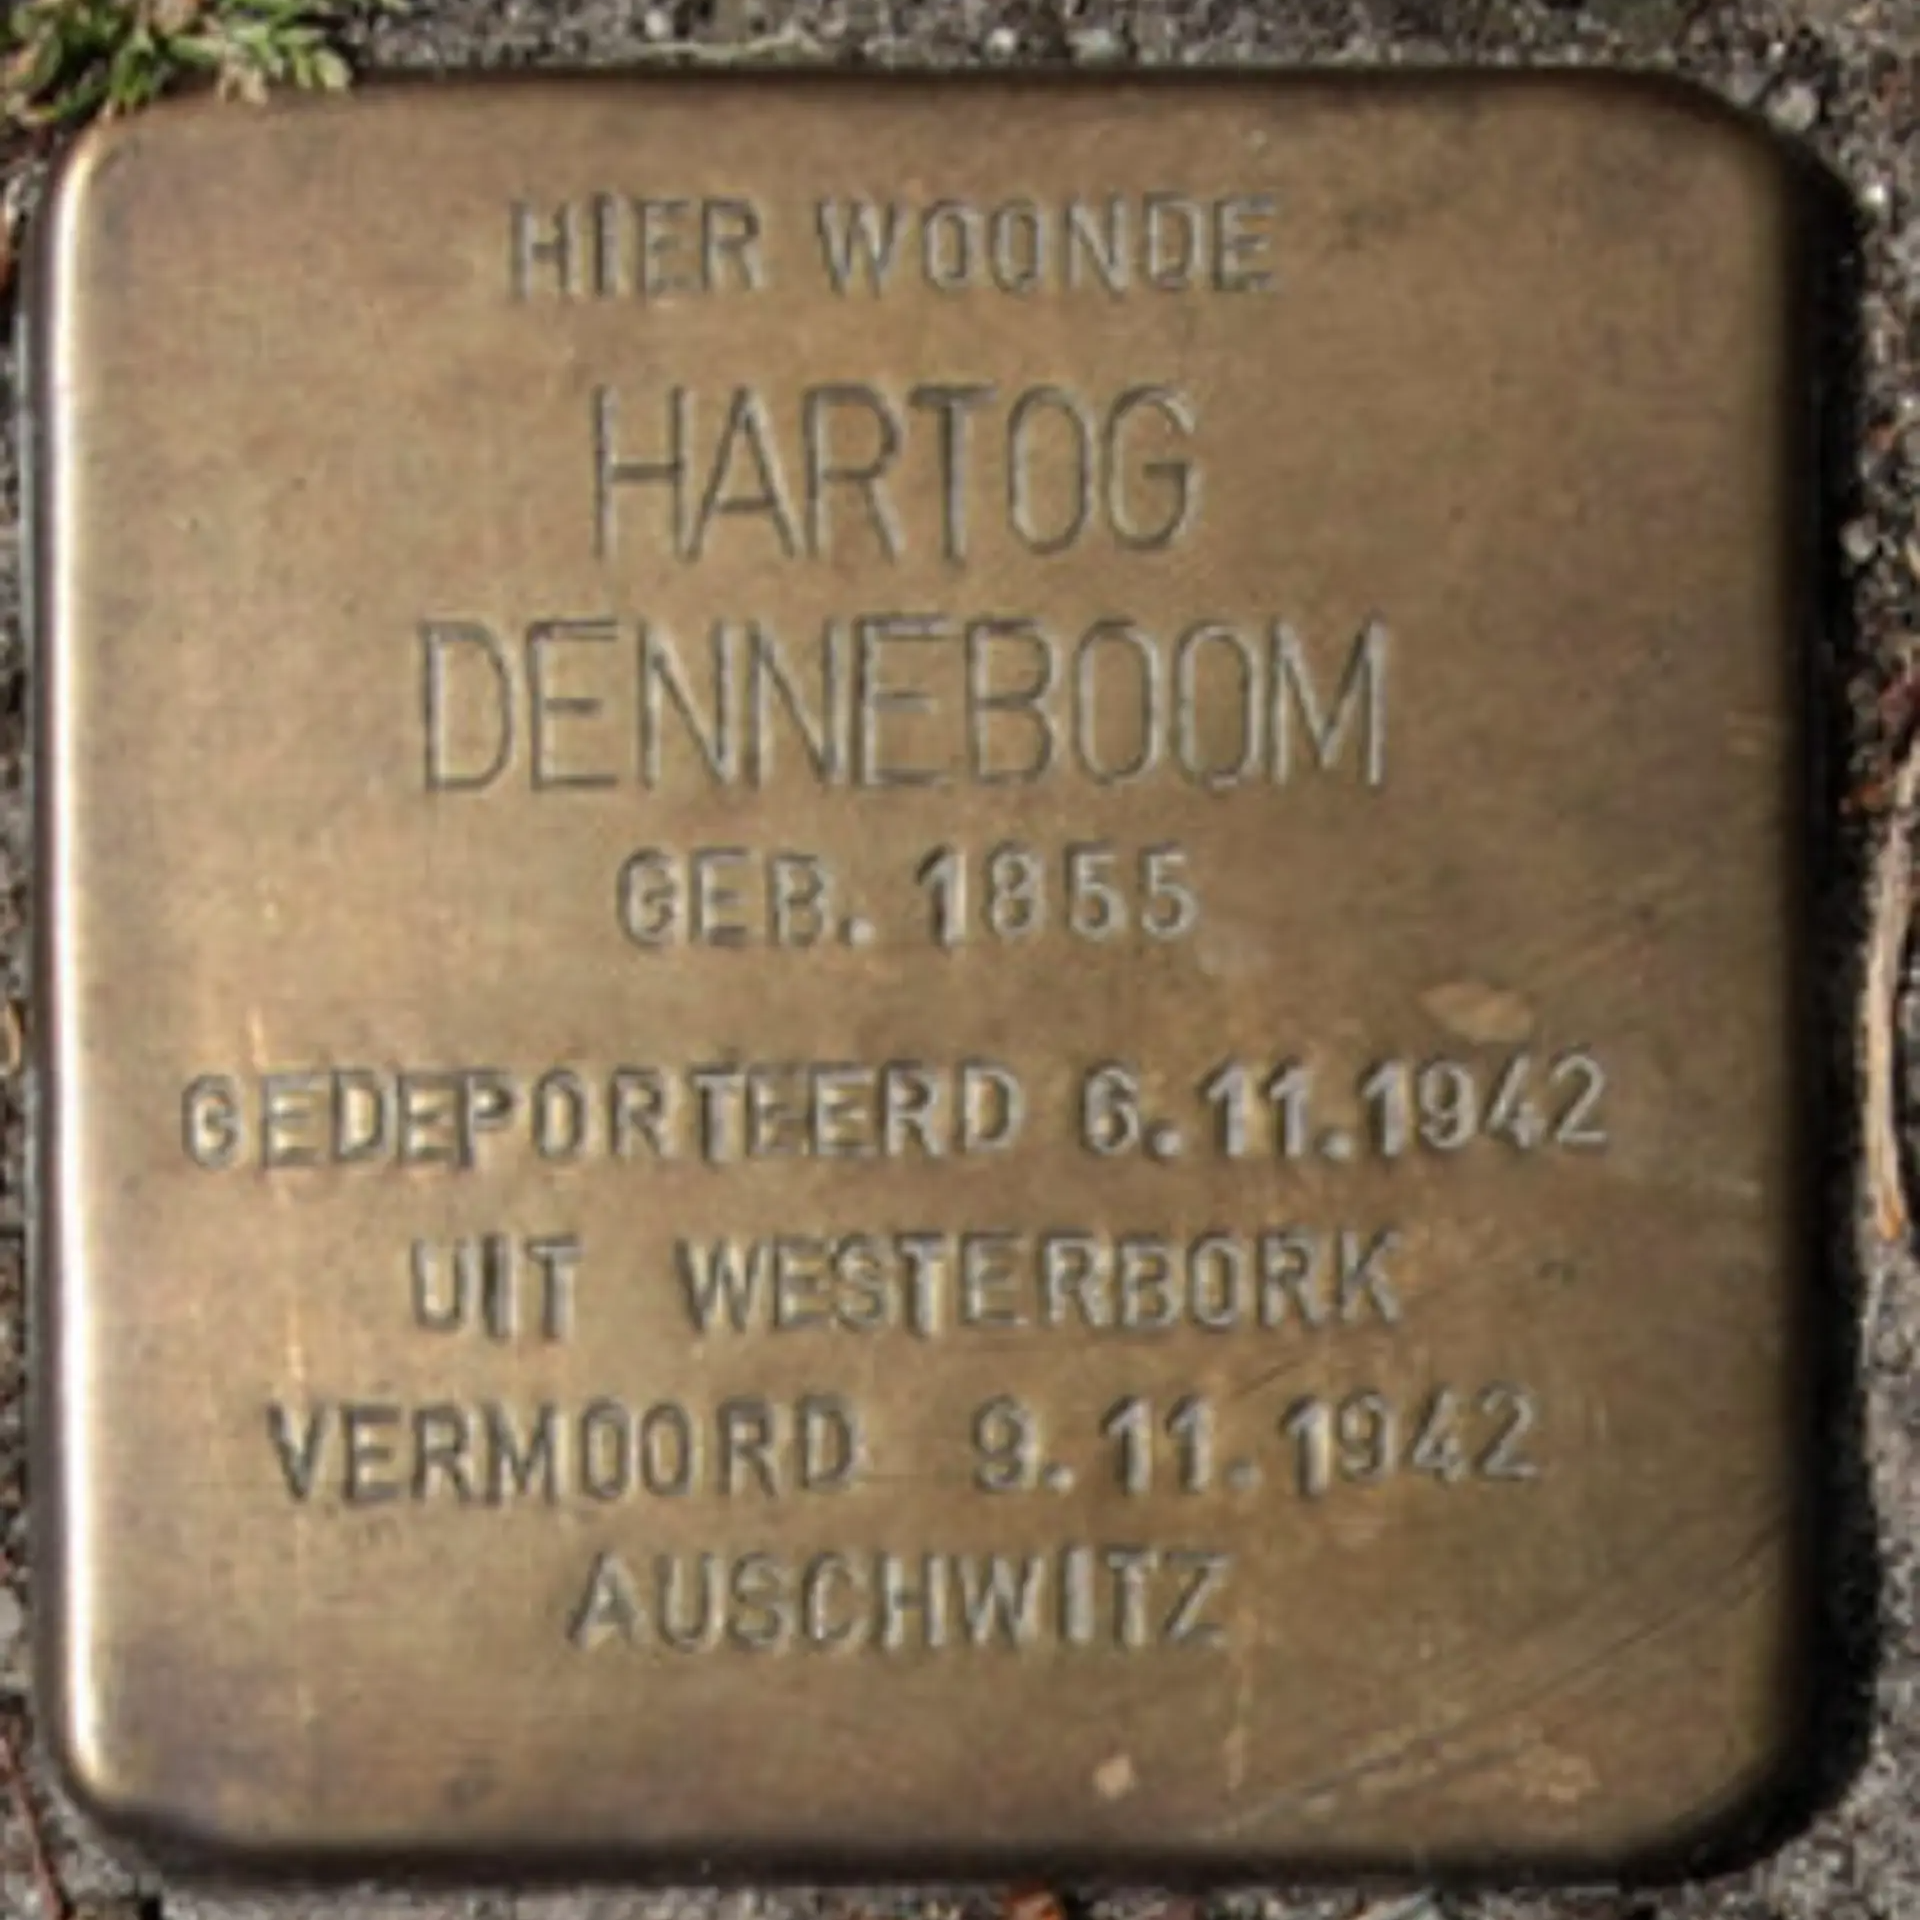 HIER WOONDE
HARTOG
DENNEBOOM
GEB. 1855
GEDEPORTEERD 6.11.1942
UIT WESTERBORK
VERMOORD 9.11.1942
AUSCHWITZ